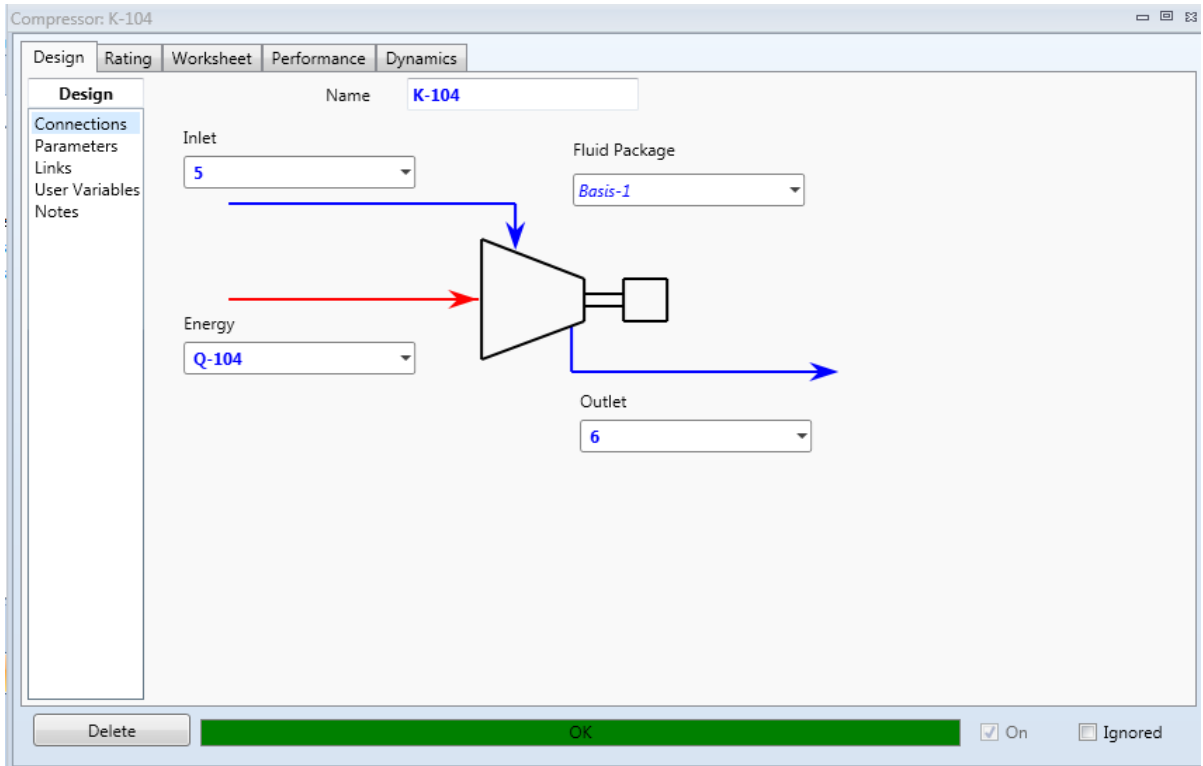 Compressor: K-104
Design Rating Worksheet Performance Dynamics
Design
Connections
Parameters
Links
User Variables
Notes
Name K-104
Inlet
5
Fluid Package
Basis-1
Energy
Q-104
Outlet
6
Delete OK On Ignored